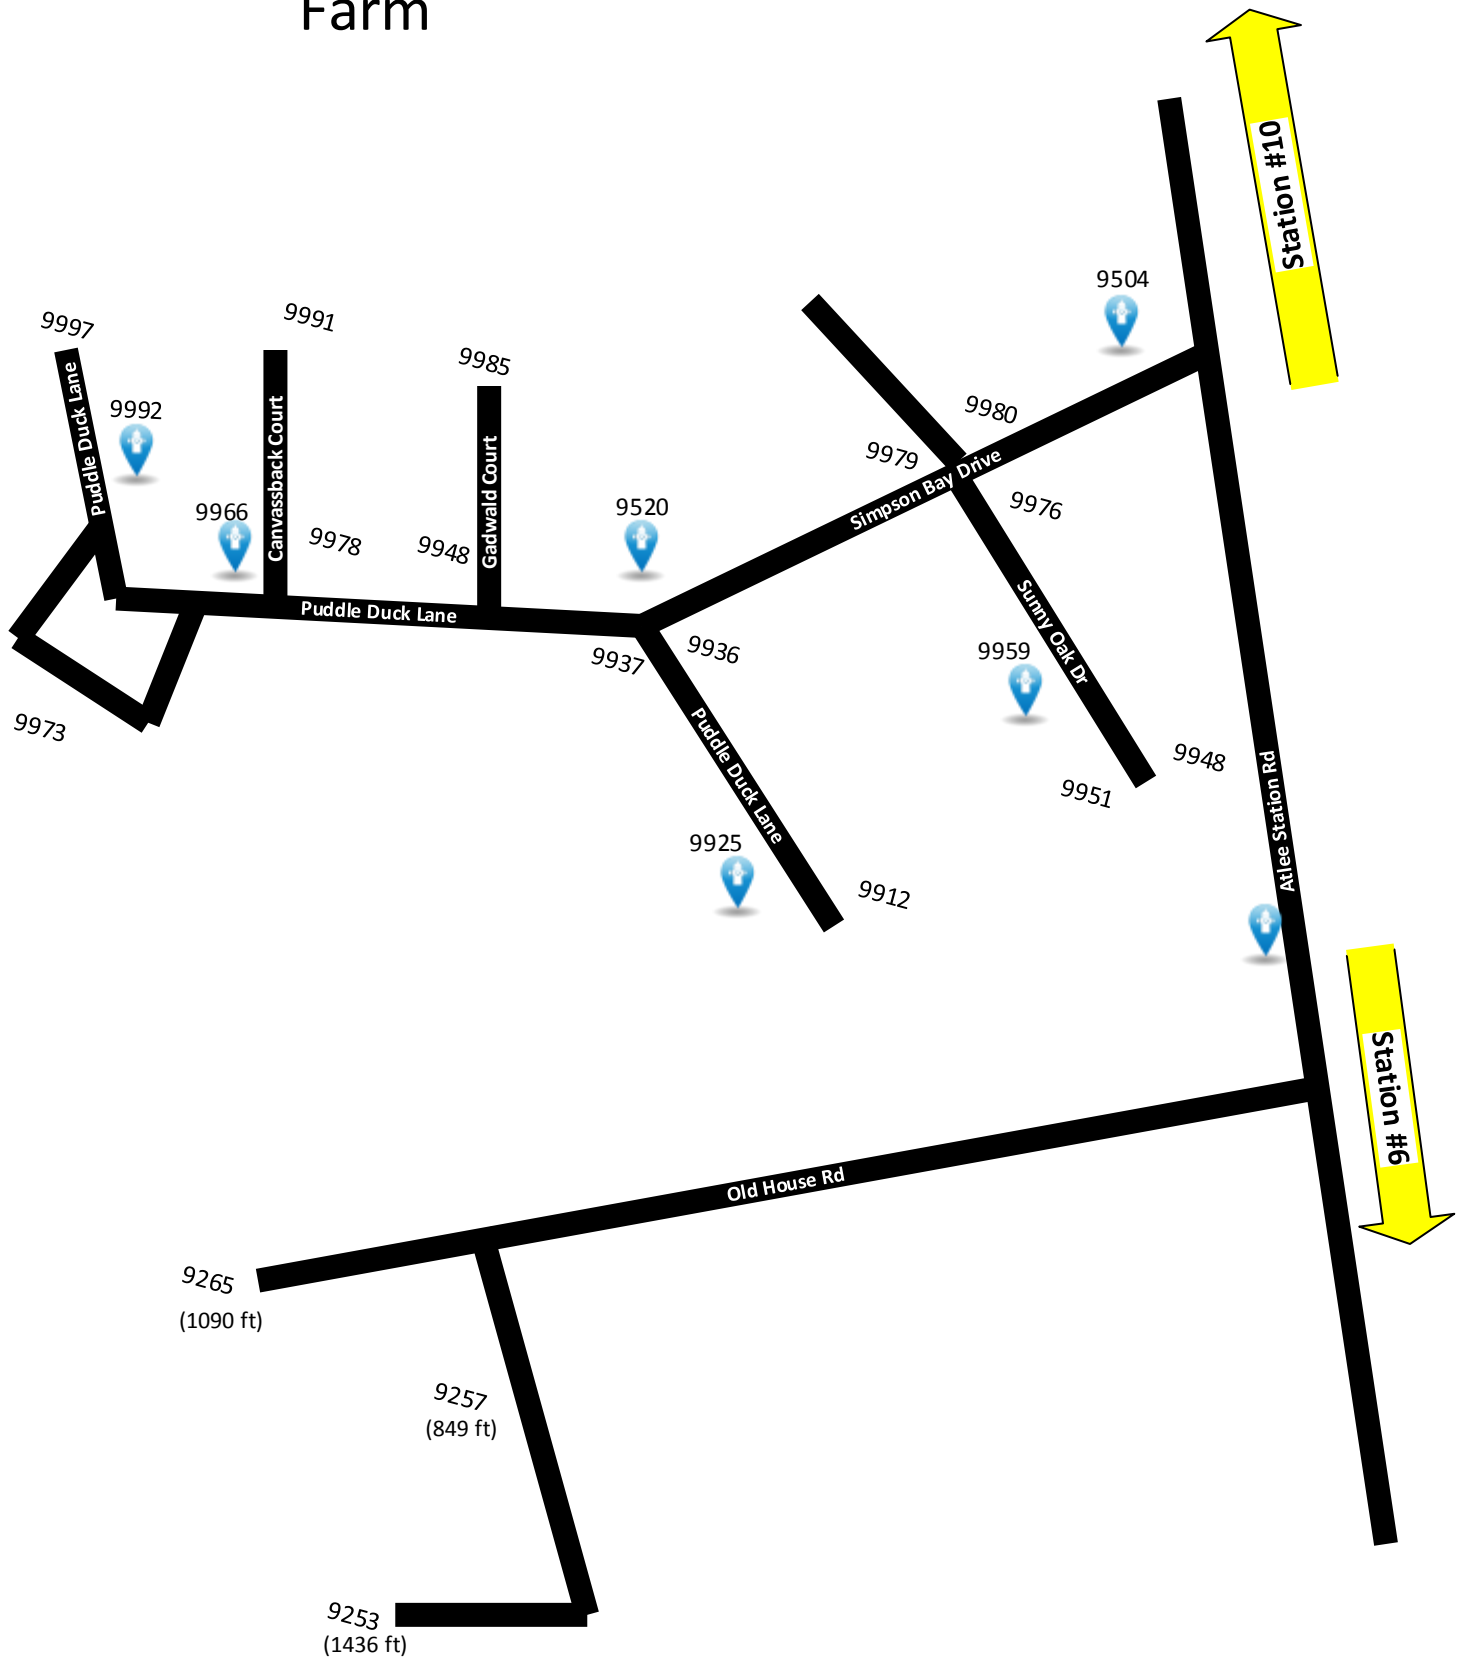 Farm
Station #10
9504
9997
9991
9985
9980
9992
Puddle Duck Lane
Canvassback Court
Gadwald Court
9979
Simpson Bay Drive
9966
9978
9948
9520
9976
Puddle Duck Lane
9937
9936
Sunny Oak Dr
9959
9973
Puddle Duck Lane
9948
9951
Atlee Station Rd
9925
9912
Station #6
Old House Rd
9265
(1090 ft)
9257
(849 ft)
9253
(1436 ft)